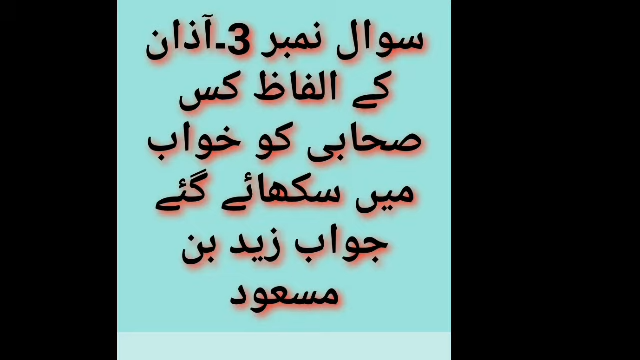 سوال نمبر 3۔آذان
کے الفاظ کس
صحابی کو خواب
میں سکھائے گئے
جواب زید بن
مسعود